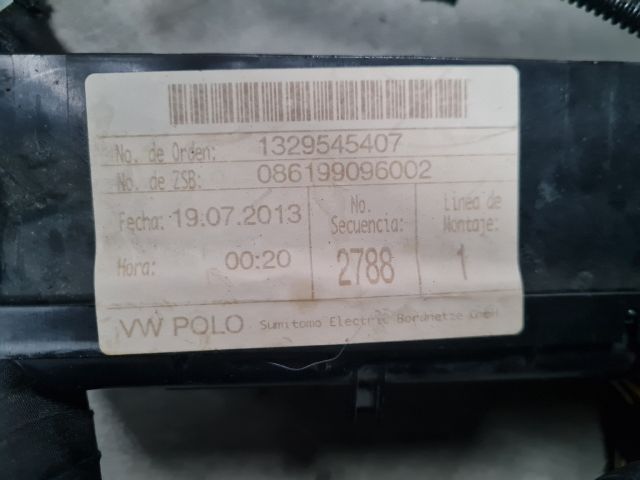 No. de Orden: 1329545407
No. de ZSB: 086199096002
Fecha: 19.07.2013
No. Secuencia:
Linea de Montaje:
Hora: 00:20
2788
1
VW POLO Sumitomo Electric Bordnetze GmbH